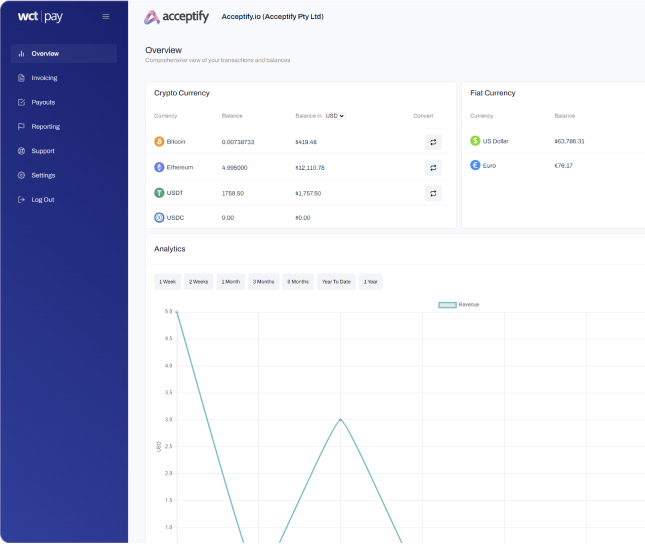 wct pay
acceptify
Acceptify.io (Acceptify Pty Ltd)
Overview
Invoicing
Payouts
Reporting
Support
Settings
Log Out
Overview
Comprehensive view of your transactions and balances
Crypto Currency
Currency Balance Balance in USD Convert
Bitcoin 0.00738733 $419.48
Ethereum 4.995000 $12,110.78
USDT 1758.50 $1,757.50
USDC 0.00 $0.00
Fiat Currency
Currency Balance
US Dollar $63,786.31
Euro €76.17
Analytics
1 Week 2 Weeks 1 Month 3 Months 6 Months Year To Date 1 Year
Revenue
5.0
4.5
4.0
3.5
3.0
2.5
2.0
1.5
1.0
USD